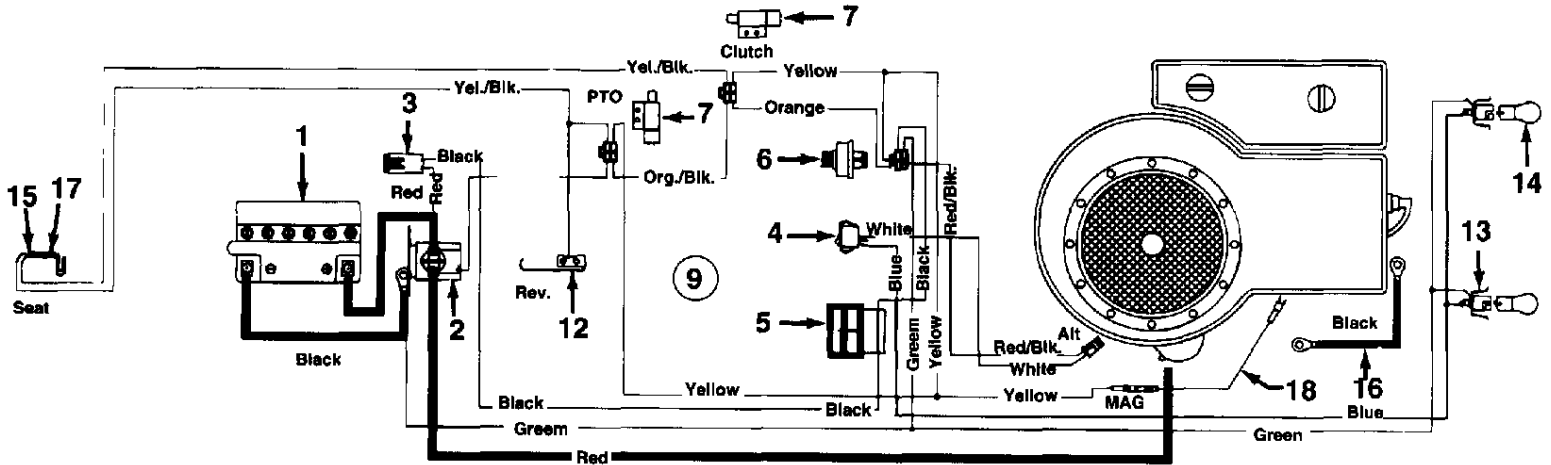 7
Clutch
Yel./Blk.
Yellow
Yel./Blk.
PTO
7
Orange
3
1
Black
6
14
Red
Red
Org./Blk.
Red/Blk.
15
17
4
White
13
9
Blue
Black
Seat
Rev.
2
12
5
Black
Green
Yellow
Alt
Red/Blk.
White
Black
Yellow
Yellow
MAG
18
16
Black
Black
Blue
Greem
Green
Red